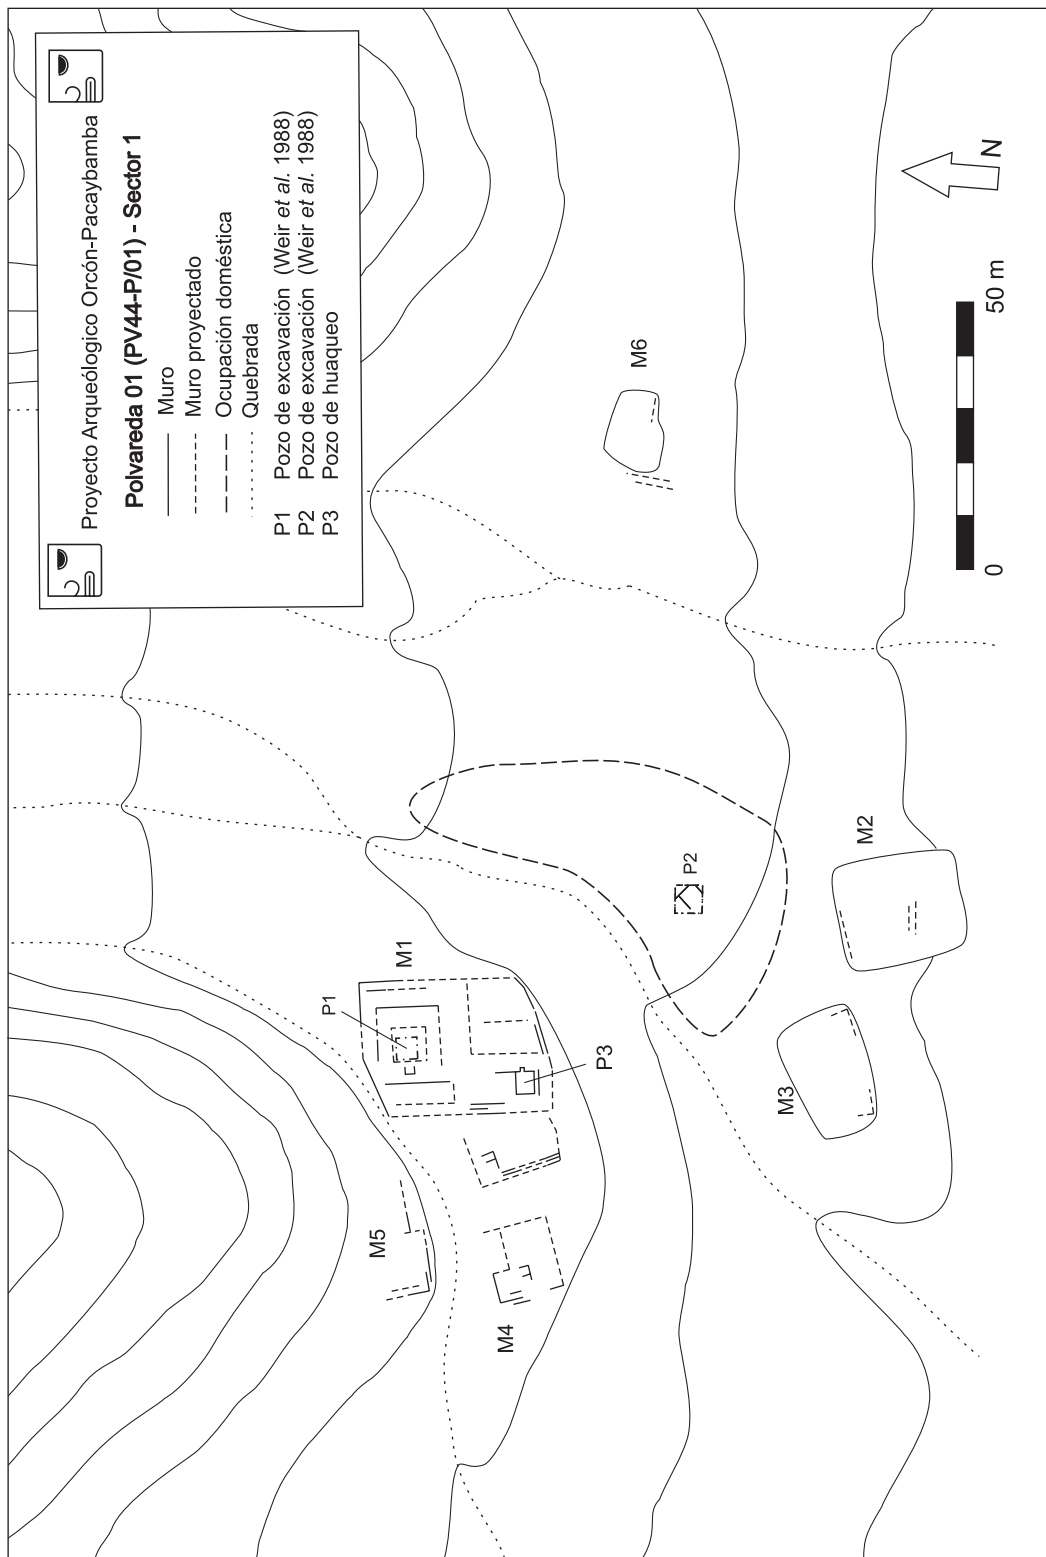 Proyecto Arqueólogico Orcón-Pacaybamba
Polvareda 01 (PV44-P/01) - Sector 1
Muro
Muro proyectado
Ocupación doméstica
Quebrada
P1 Pozo de excavación (Weir et al. 1988)
P2 Pozo de excavación (Weir et al. 1988)
P3 Pozo de huaqueo
M5
M4
P1
M1
P3
P2
M3
M2
M6
0
50 m
N